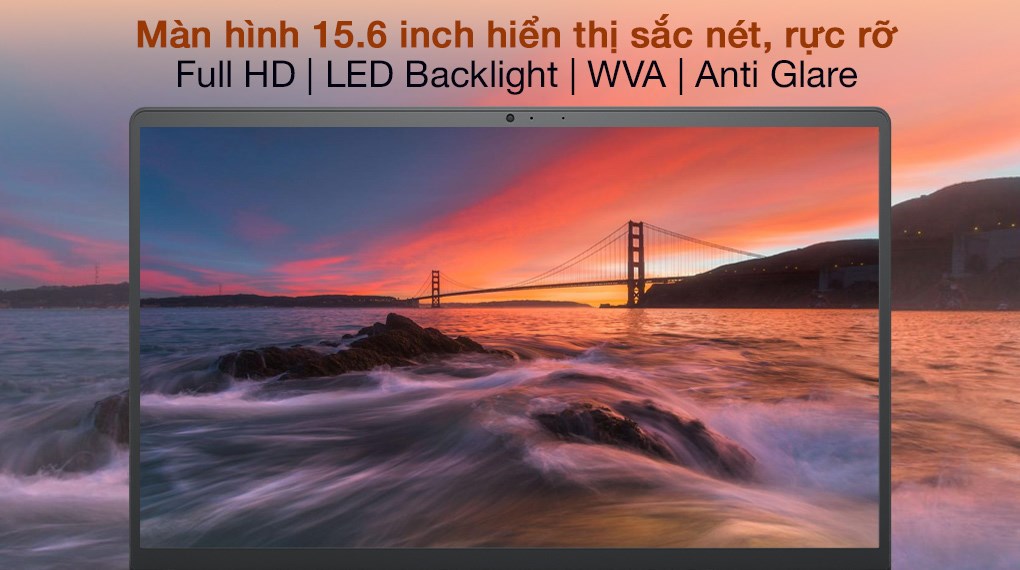 Màn hình 15.6 inch hiển thị sắc nét, rực rỡ
Full HD | LED Backlight | WVA | Anti Glare